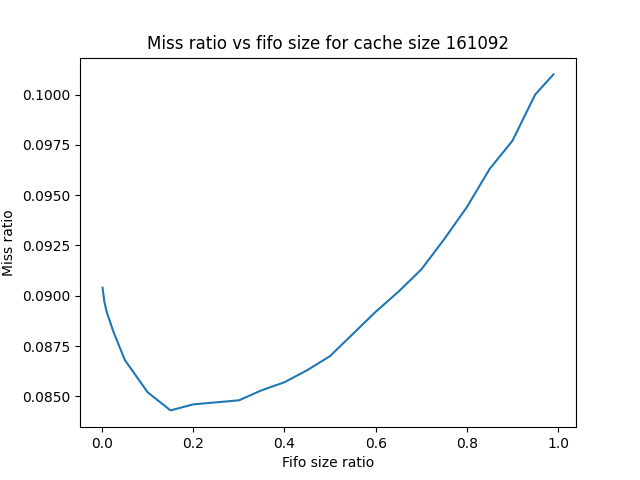 Miss ratio vs fifo size for cache size 161092
0.1000
0.0975
0.0950
0.0925
0.0900
0.0875
0.0850
Miss ratio
0.0 0.2 0.4 0.6 0.8 1.0
Fifo size ratio